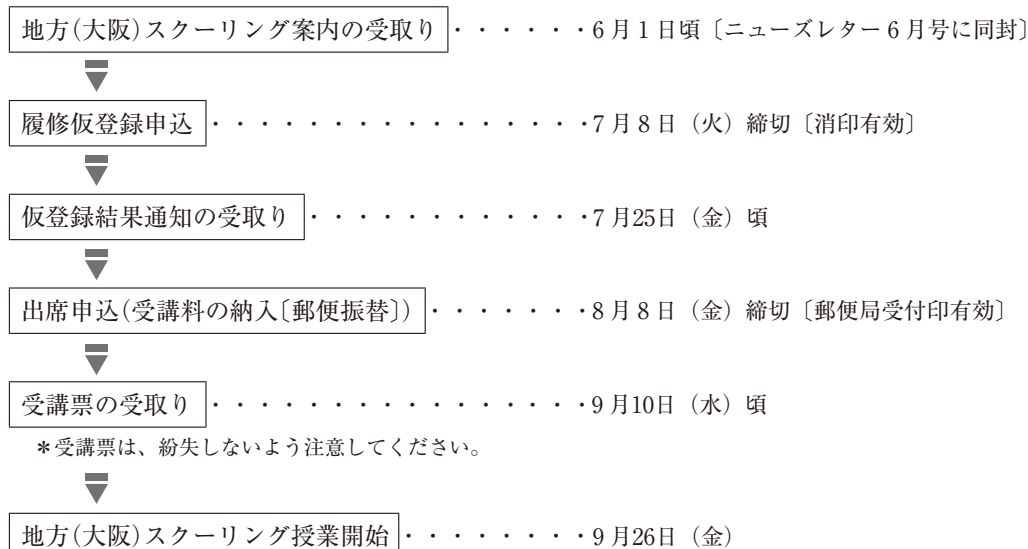 地方(大阪)スクーリング案内の受取り・・・・・・6月1日頃〔ニューズレター6月号に同封〕
履修仮登録申込・・・・・・・・・・・・・・・・7月8日（火）締切〔消印有効〕
仮登録結果通知の受取り・・・・・・・・・・・・7月25日（金）頃
出席申込(受講料の納入〔郵便振替〕)・・・・・・・8月8日（金）締切〔郵便局受付印有効〕
受講票の受取り・・・・・・・・・・・・・・・・9月10日（水）頃
＊受講票は、紛失しないよう注意してください。
地方(大阪)スクーリング授業開始・・・・・・・・9月26日（金）